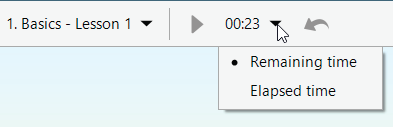 1. Basics - Lesson 1 00:23
Remaining time
Elapsed time